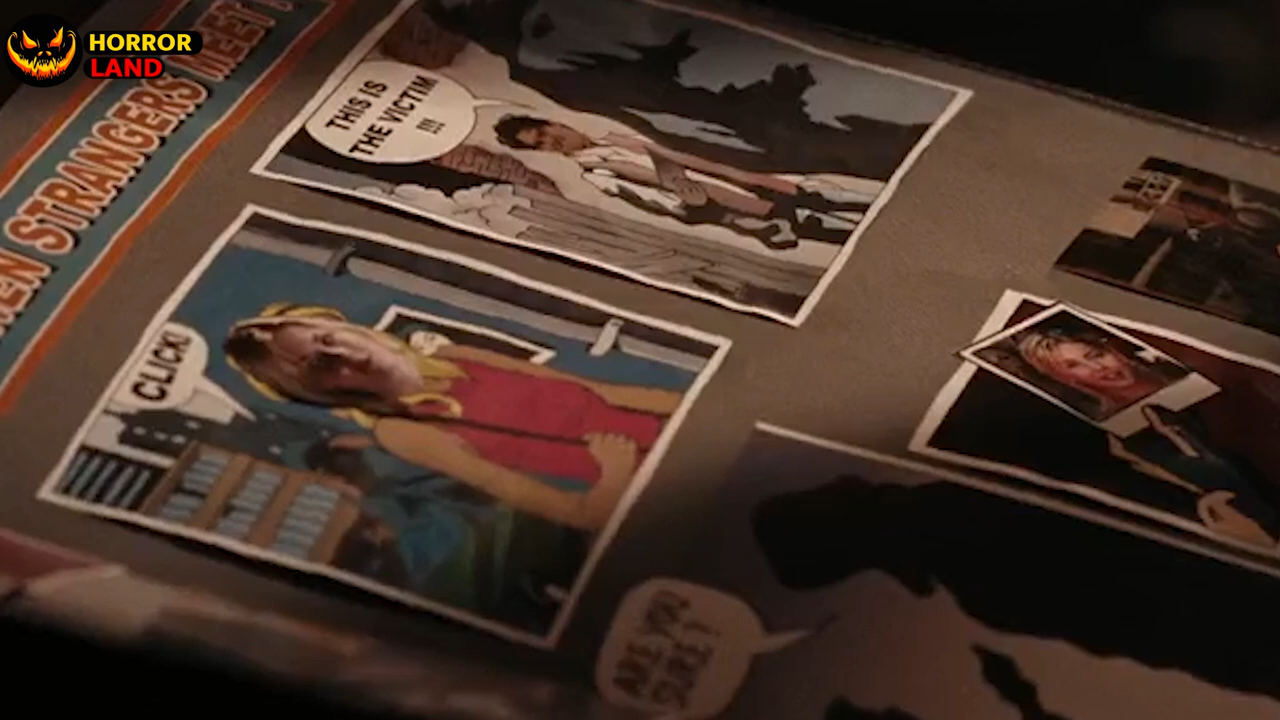 HORROR
LAND
STRANGERS MEET
THIS IS
THE VICTIM
!!!
CLICK!
ARE YOU
SURE?